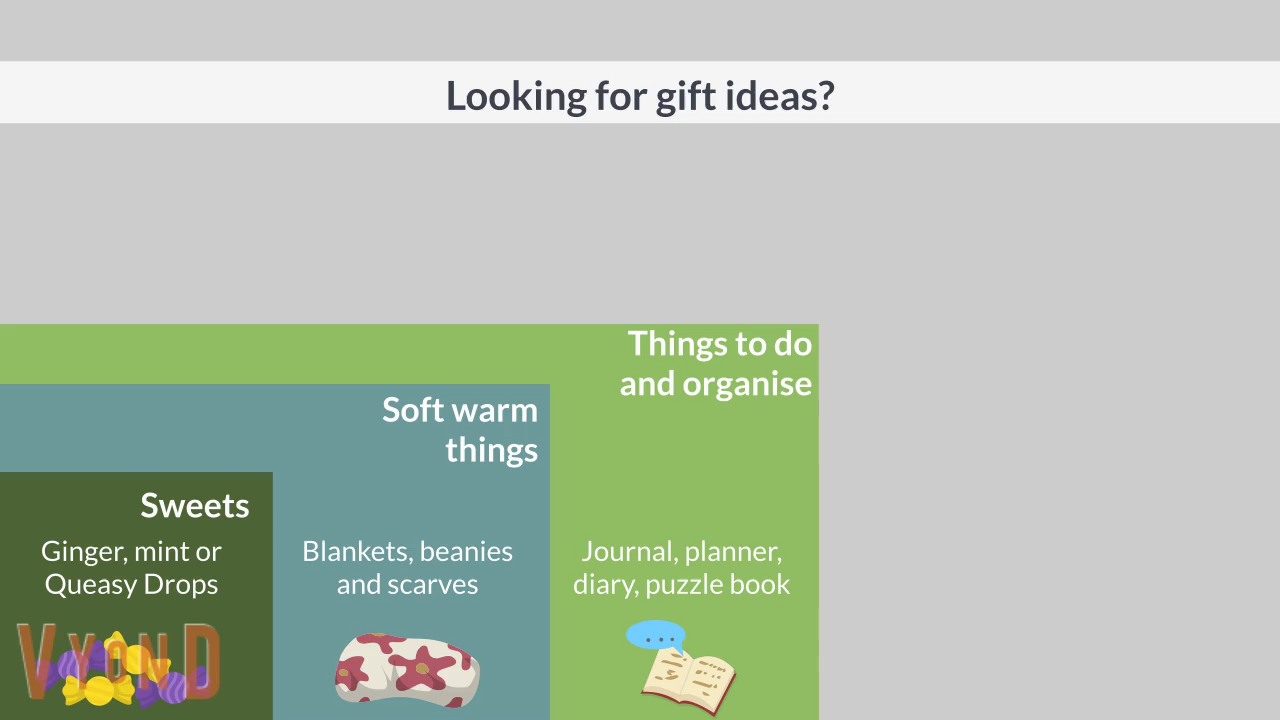 Looking for gift ideas?
Things to do
and organise
Soft warm
things
Sweets
Ginger, mint or
Queasy Drops
Blankets, beanies
and scarves
Journal, planner,
diary, puzzle book
VYOND